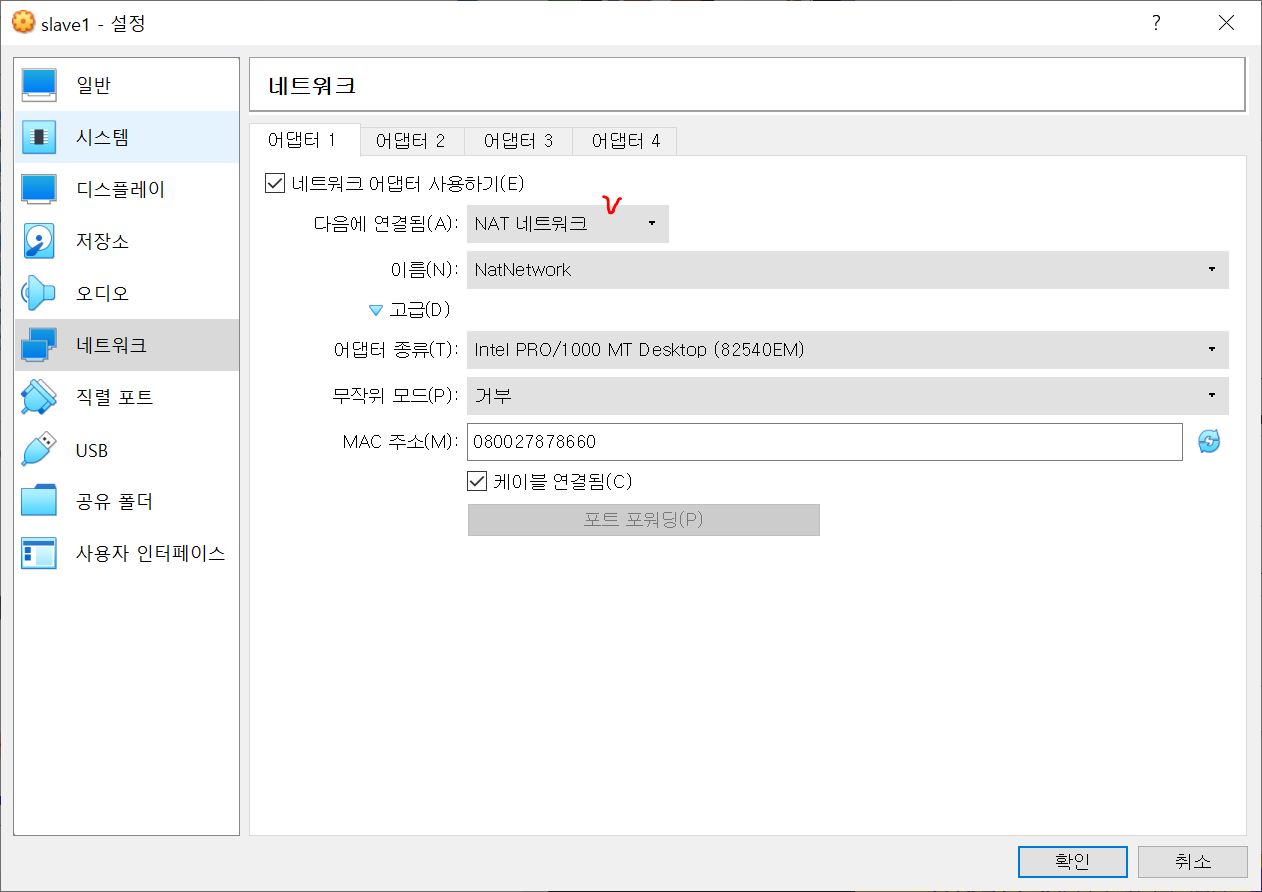 slave1 - 설정
?
일반
시스템
디스플레이
저장소
오디오
네트워크
직렬 포트
USB
공유 폴더
사용자 인터페이스
네트워크
어댑터 1 어댑터 2 어댑터 3 어댑터 4
네트워크 어댑터 사용하기(E)
다음에 연결됨(A): NAT 네트워크
이름(N): NatNetwork
고급(D)
어댑터 종류(T): Intel PRO/1000 MT Desktop (82540EM)
무작위 모드(P): 거부
MAC 주소(M): 080027878660
케이블 연결됨(C)
포트 포워딩(P)
확인 취소